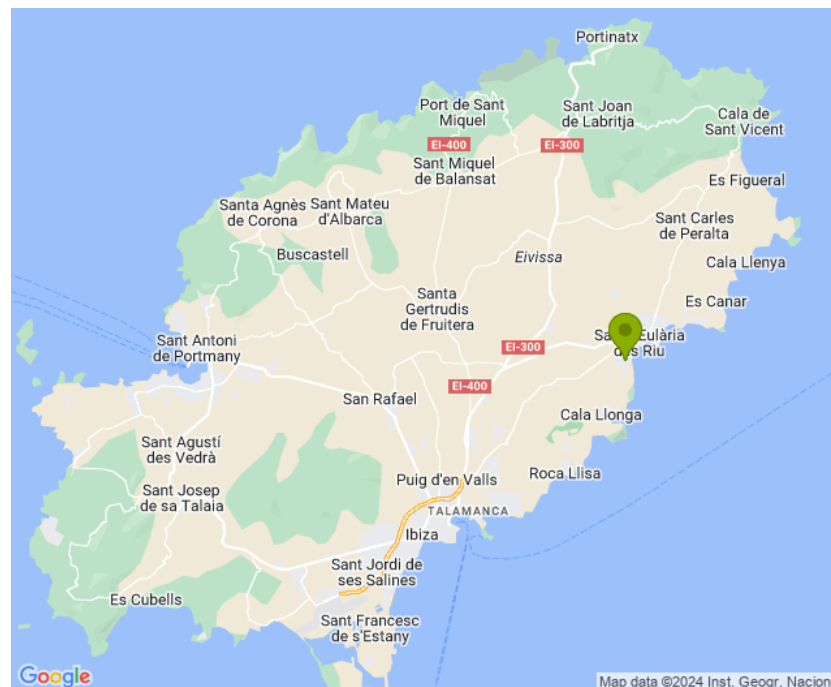 Portinatx
Port de Sant
Miquel
Sant Joan
de Labritja
Cala de
Sant Vicent
EI-400
EI-300
Sant Miquel
de Balansat
Es Figueral
Santa Agnès
de Corona
Sant Mateu
d'Albarca
Sant Carles
de Peralta
Buscastell
Eivissa
Cala Llenya
Santa
Gertrudis
de Fruitera
Es Canar
Sant Antoni
de Portmany
EI-300
Eulària
Riu
EI-400
San Rafael
Cala Llonga
Sant Agustí
des Vedrà
Roca Llisa
Puig d'en Valls
Sant Josep
de sa Talaia
TALAMANCA
Ibiza
Sant Jordi de
ses Salines
Es Cubells
Sant Francesc
de s'Estany
Google
Map data ©2024 Inst. Geogr. Nacion